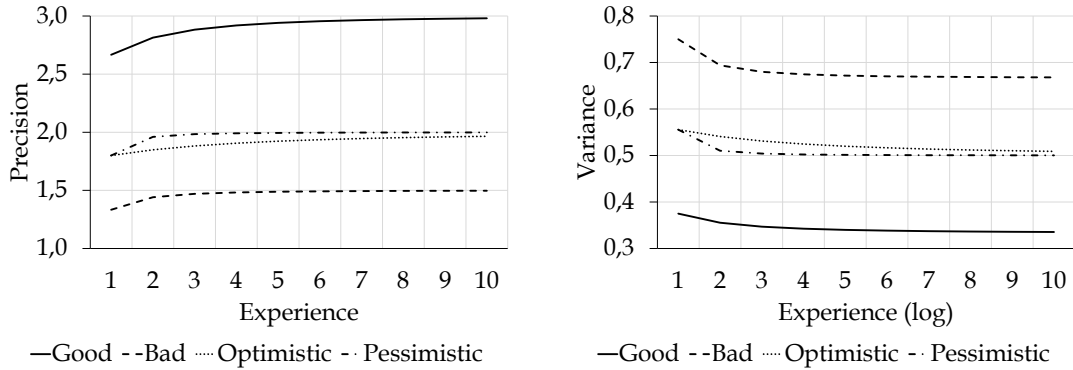 Precision
3,0
2,5
2,0
1,5
1,0
1 2 3 4 5 6 7 8 9 10
Experience
Good Bad Optimistic Pessimistic
Variance
0,8
0,7
0,6
0,5
0,4
0,3
1 2 3 4 5 6 7 8 9 10
Experience (log)
Good Bad Optimistic Pessimistic